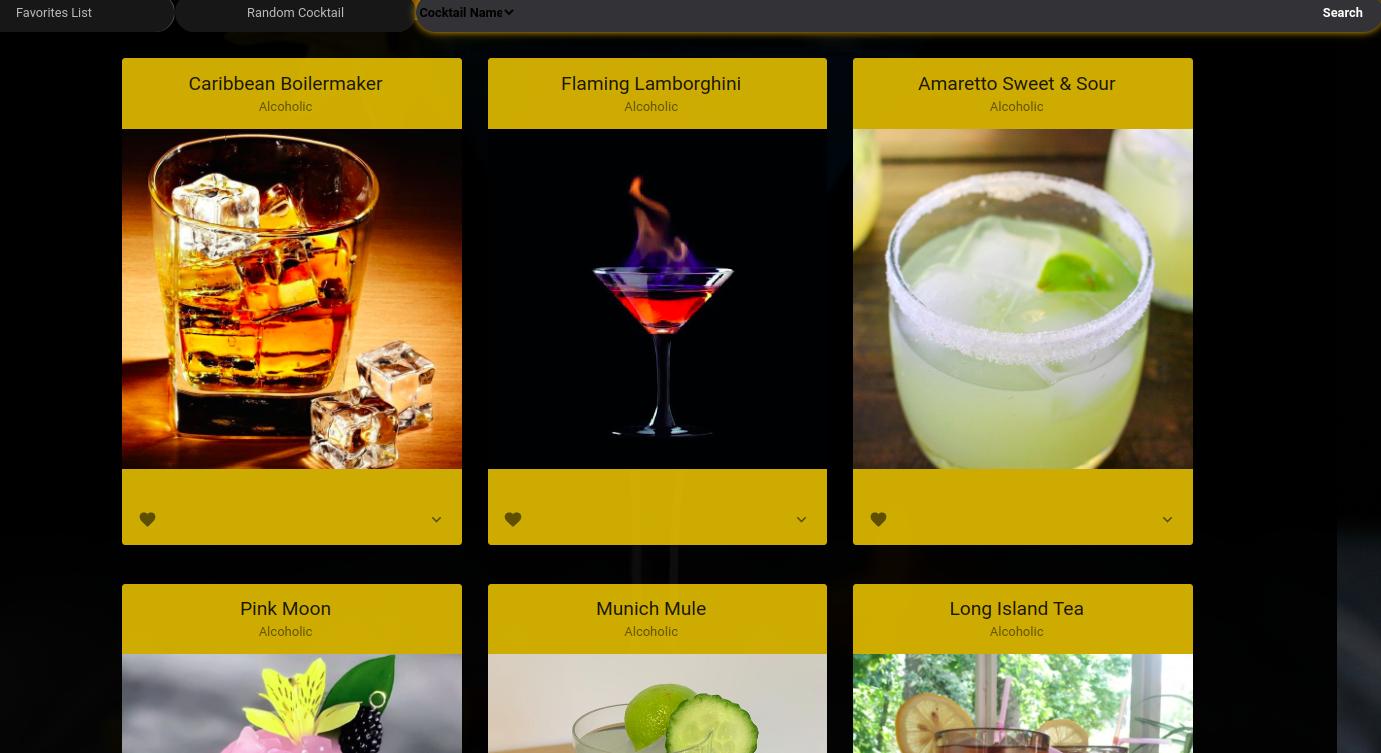 Favorites List
Random Cocktail
Cocktail Name
Search
Caribbean Boilermaker
Alcoholic
Flaming Lamborghini
Alcoholic
Amaretto Sweet & Sour
Alcoholic
Pink Moon
Alcoholic
Munich Mule
Alcoholic
Long Island Tea
Alcoholic